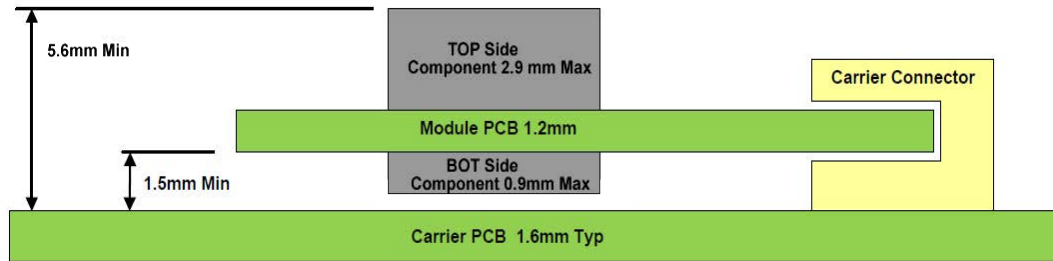 5.6mm Min
TOP Side
Component 2.9 mm Max
Carrier Connector
Module PCB 1.2mm
1.5mm Min
BOT Side
Component 0.9mm Max
Carrier PCB 1.6mm Typ